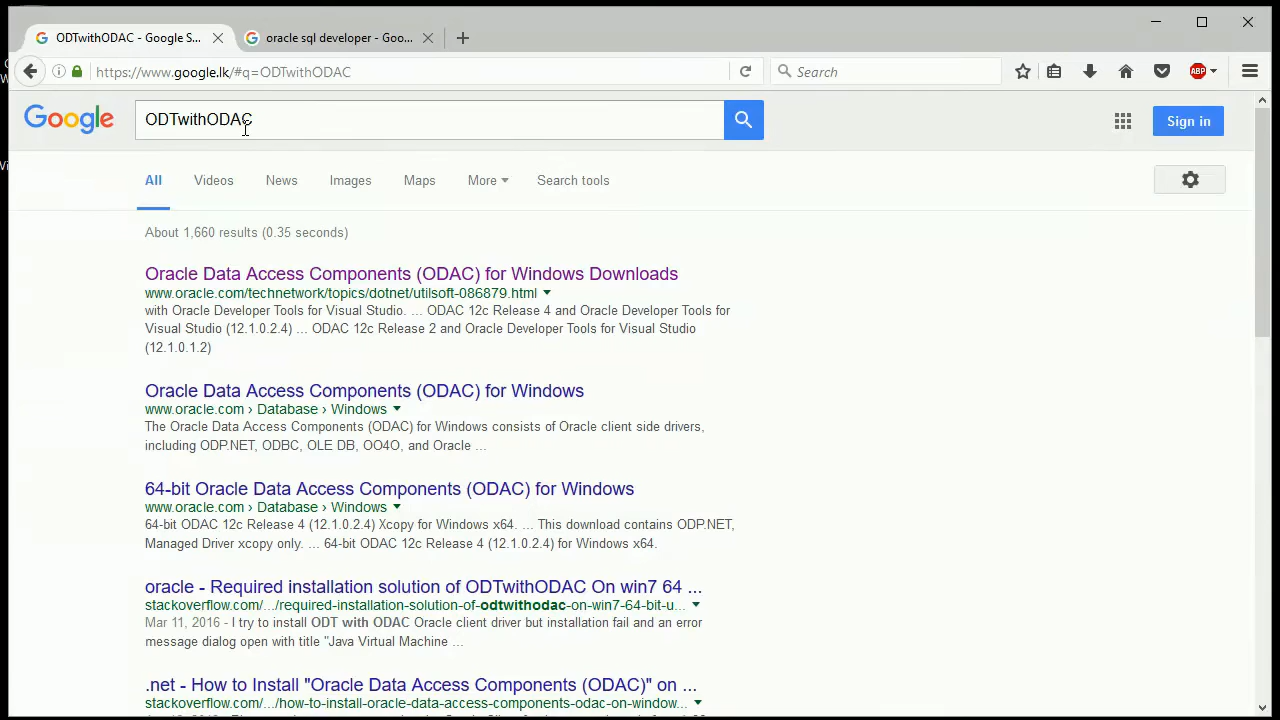 ODTwithODAC - Google S...
oracle sql developer - Goo...
https://www.google.lk/#q=ODTwithODAC
Search
ABP
Google
ODTwithODAC
Sign in
All Videos News Images Maps More Search tools
About 1,660 results (0.35 seconds)
Oracle Data Access Components (ODAC) for Windows Downloads
www.oracle.com/technetwork/topics/dotnet/utilsoft-086879.html
with Oracle Developer Tools for Visual Studio. ... ODAC 12c Release 4 and Oracle Developer Tools for
Visual Studio (12.1.0.2.4) ... ODAC 12c Release 2 and Oracle Developer Tools for Visual Studio
(12.1.0.1.2)
Oracle Data Access Components (ODAC) for Windows
www.oracle.com › Database › Windows
The Oracle Data Access Components (ODAC) for Windows consists of Oracle client side drivers,
including ODP.NET, ODBC, OLE DB, OO4O, and Oracle ...
64-bit Oracle Data Access Components (ODAC) for Windows
www.oracle.com › Database › Windows
64-bit ODAC 12c Release 4 (12.1.0.2.4) Xcopy for Windows x64. ... This download contains ODP.NET,
Managed Driver xcopy only. ... 64-bit ODAC 12c Release 4 (12.1.0.2.4) for Windows x64.
oracle - Required installation solution of ODTwithODAC On win7 64 ...
stackoverflow.com/.../required-installation-solution-of-odtwithodac-on-win7-64-bit-u...
Mar 11, 2016 - I try to install ODT with ODAC Oracle client driver but installation fail and an error
message dialog open with title "Java Virtual Machine ...
.net - How to Install "Oracle Data Access Components (ODAC)" on ...
stackoverflow.com/.../how-to-install-oracle-data-access-components-odac-on-window...